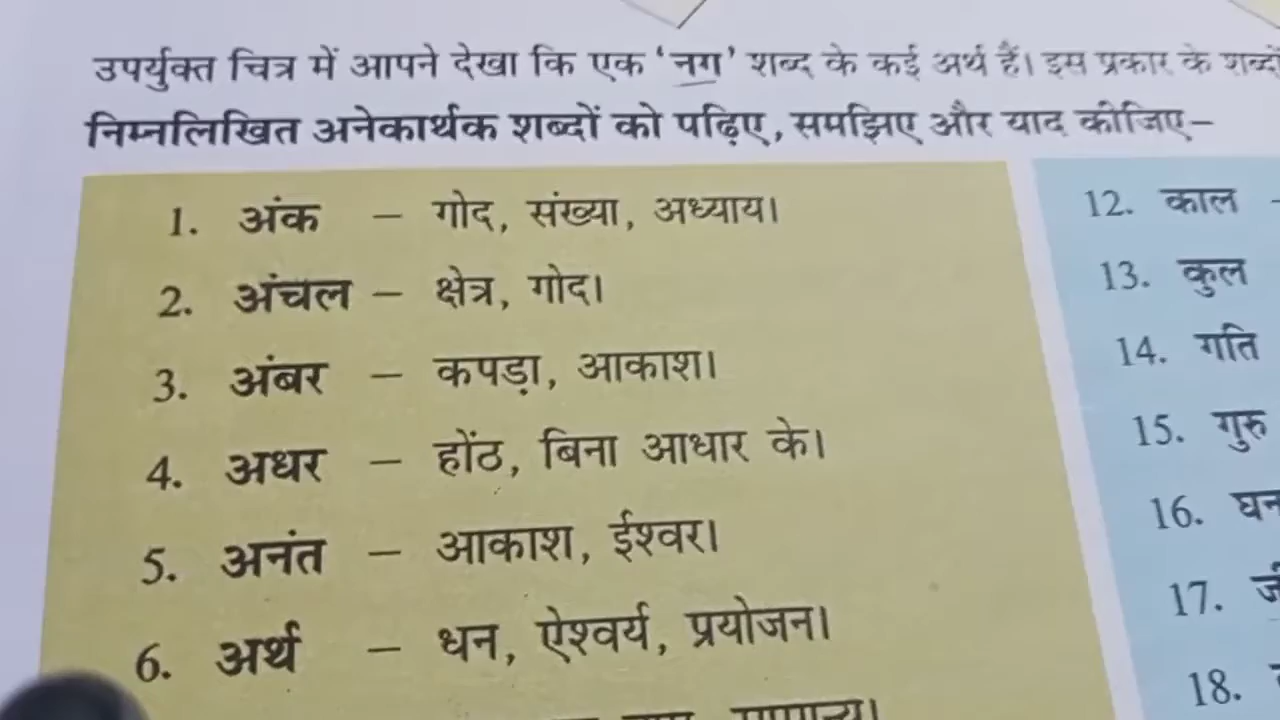 उपर्युक्त चित्र में आपने देखा कि एक 'नग' शब्द के कई अर्थ हैं। इस प्रकार के शब्दों
निम्नलिखित अनेकार्थक शब्दों को पढ़िए, समझिए और याद कीजिए–
1. अंक – गोद, संख्या, अध्याय।
2. अंचल – क्षेत्र, गोद।
3. अंबर – कपड़ा, आकाश।
4. अधर – होंठ, बिना आधार के।
5. अनंत – आकाश, ईश्वर।
6. अर्थ – धन, ऐश्वर्य, प्रयोजन।
12. काल –
13. कुल
14. गति
15. गुरु
16. घन
17.
18.